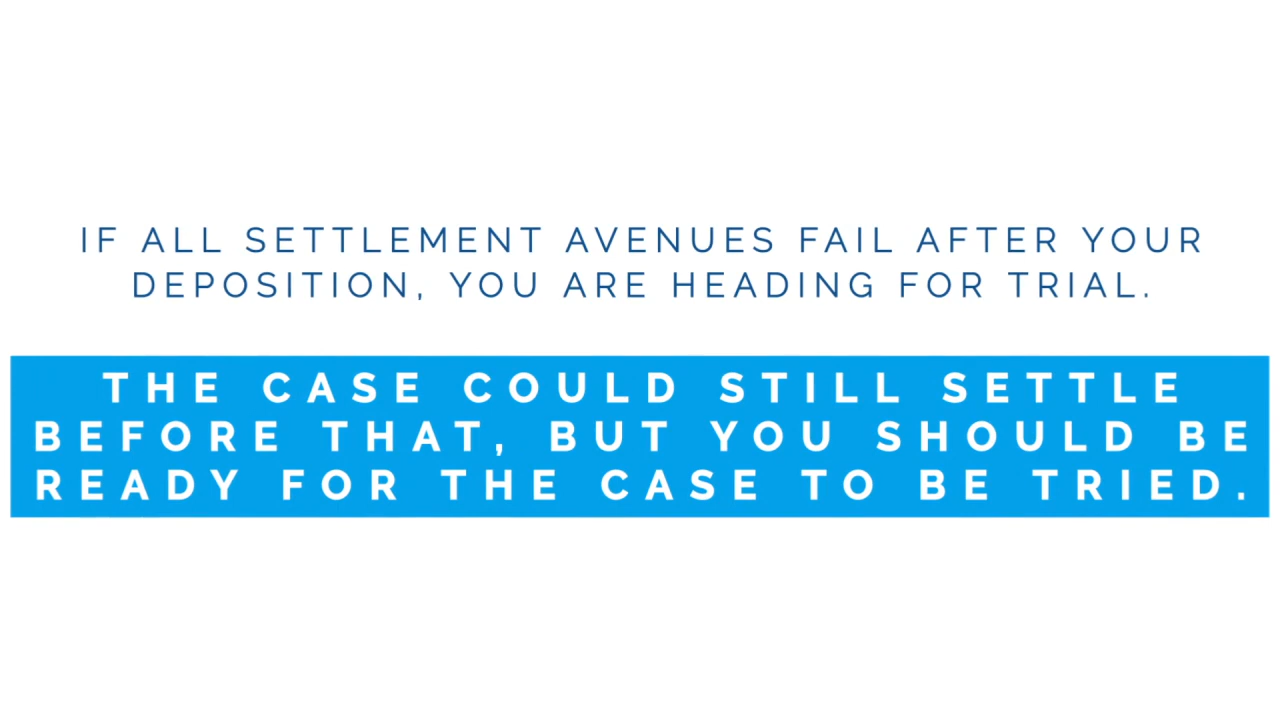 IF ALL SETTLEMENT AVENUES FAIL AFTER YOUR
DEPOSITION, YOU ARE HEADING FOR TRIAL.
THE CASE COULD STILL SETTLE
BEFORE THAT, BUT YOU SHOULD BE
READY FOR THE CASE TO BE TRIED.